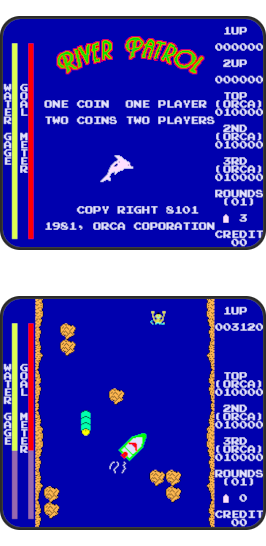 RIVER PATROL
WATER GAGE
GOAL METER
ONE COIN ONE PLAYER
TWO COINS TWO PLAYERS
COPY RIGHT 8101
1981, ORCA COPORATION
1UP
000000
2UP
000000
TOP
(ORCA)
010000
2ND
(ORCA)
010000
3RD
(ORCA)
010000
ROUNDS
(01)
3
CREDIT
00
WATER GAGE
GOAL METER
1UP
003120
TOP
(ORCA)
010000
2ND
(ORCA)
010000
3RD
(ORCA)
010000
ROUNDS
(01)
0
CREDIT
00